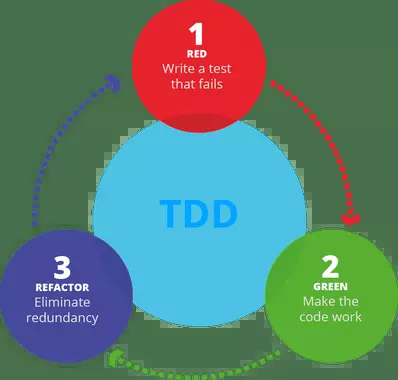 1
RED
Write a test
that fails
TDD
2
GREEN
Make the
code work
3
REFACTOR
Eliminate
redundancy